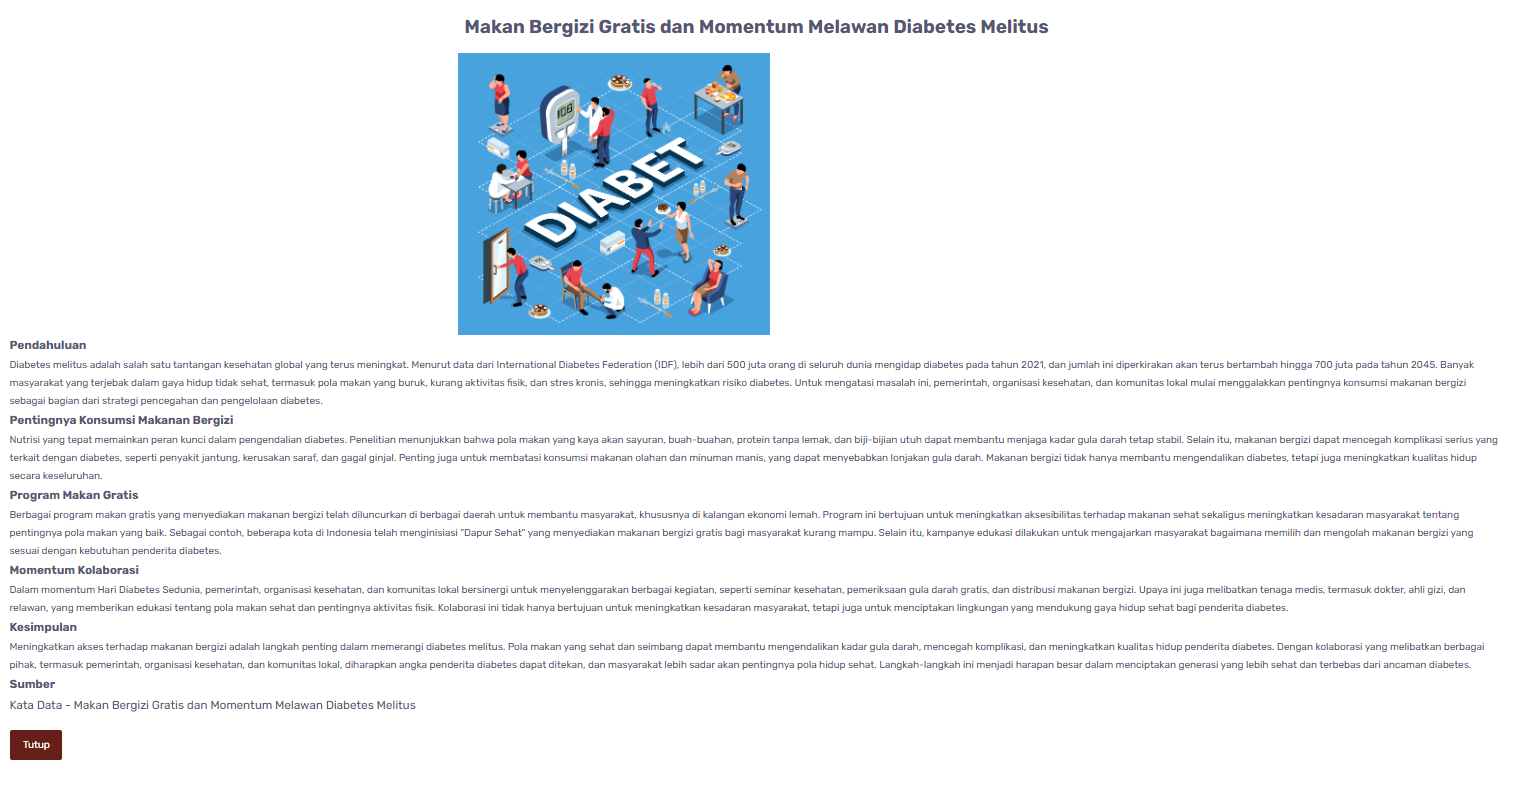 Makan Bergizi Gratis dan Momentum Melawan Diabetes Melitus
108
DIABET
Pendahuluan
Diabetes melitus adalah salah satu tantangan kesehatan global yang terus meningkat. Menurut data dari International Diabetes Federation (IDF), lebih dari 500 juta orang di seluruh dunia mengidap diabetes pada tahun 2021, dan jumlah ini diperkirakan akan terus bertambah hingga 700 juta pada tahun 2045. Banyak
masyarakat yang terjebak dalam gaya hidup tidak sehat, termasuk pola makan yang buruk, kurang aktivitas fisik, dan stres kronis, sehingga meningkatkan risiko diabetes. Untuk mengatasi masalah ini, pemerintah, organisasi kesehatan, dan komunitas lokal mulai menggalakkan pentingnya konsumsi makanan bergizi
sebagai bagian dari strategi pencegahan dan pengelolaan diabetes.
Pentingnya Konsumsi Makanan Bergizi
Nutrisi yang tepat memainkan peran kunci dalam pengendalian diabetes. Penelitian menunjukkan bahwa pola makan yang kaya akan sayuran, buah-buahan, protein tanpa lemak, dan biji-bijian utuh dapat membantu menjaga kadar gula darah tetap stabil. Selain itu, makanan bergizi dapat mencegah komplikasi serius yang
terkait dengan diabetes, seperti penyakit jantung, kerusakan saraf, dan gagal ginjal. Penting juga untuk membatasi konsumsi makanan olahan dan minuman manis, yang dapat menyebabkan lonjakan gula darah. Makanan bergizi tidak hanya membantu mengendalikan diabetes, tetapi juga meningkatkan kualitas hidup
secara keseluruhan.
Program Makan Gratis
Berbagai program makan gratis yang menyediakan makanan bergizi telah diluncurkan di berbagai daerah untuk membantu masyarakat, khususnya di kalangan ekonomi lemah. Program ini bertujuan untuk meningkatkan aksesibilitas terhadap makanan sehat sekaligus meningkatkan kesadaran masyarakat tentang
pentingnya pola makan yang baik. Sebagai contoh, beberapa kota di Indonesia telah menginisiasi "Dapur Sehat" yang menyediakan makanan bergizi gratis bagi masyarakat kurang mampu. Selain itu, kampanye edukasi dilakukan untuk mengajarkan masyarakat bagaimana memilih dan mengolah makanan bergizi yang
sesuai dengan kebutuhan penderita diabetes.
Momentum Kolaborasi
Dalam momentum Hari Diabetes Sedunia, pemerintah, organisasi kesehatan, dan komunitas lokal bersinergi untuk menyelenggarakan berbagai kegiatan, seperti seminar kesehatan, pemeriksaan gula darah gratis, dan distribusi makanan bergizi. Upaya ini juga melibatkan tenaga medis, termasuk dokter, ahli gizi, dan
relawan, yang memberikan edukasi tentang pola makan sehat dan pentingnya aktivitas fisik. Kolaborasi ini tidak hanya bertujuan untuk meningkatkan kesadaran masyarakat, tetapi juga untuk menciptakan lingkungan yang mendukung gaya hidup sehat bagi penderita diabetes.
Kesimpulan
Meningkatkan akses terhadap makanan bergizi adalah langkah penting dalam memerangi diabetes melitus. Pola makan yang sehat dan seimbang dapat membantu mengendalikan kadar gula darah, mencegah komplikasi, dan meningkatkan kualitas hidup penderita diabetes. Dengan kolaborasi yang melibatkan berbagai
pihak, termasuk pemerintah, organisasi kesehatan, dan komunitas lokal, diharapkan angka penderita diabetes dapat ditekan, dan masyarakat lebih sadar akan pentingnya pola hidup sehat. Langkah-langkah ini menjadi harapan besar dalam menciptakan generasi yang lebih sehat dan terbebas dari ancaman diabetes.
Sumber
Kata Data - Makan Bergizi Gratis dan Momentum Melawan Diabetes Melitus
Tutup